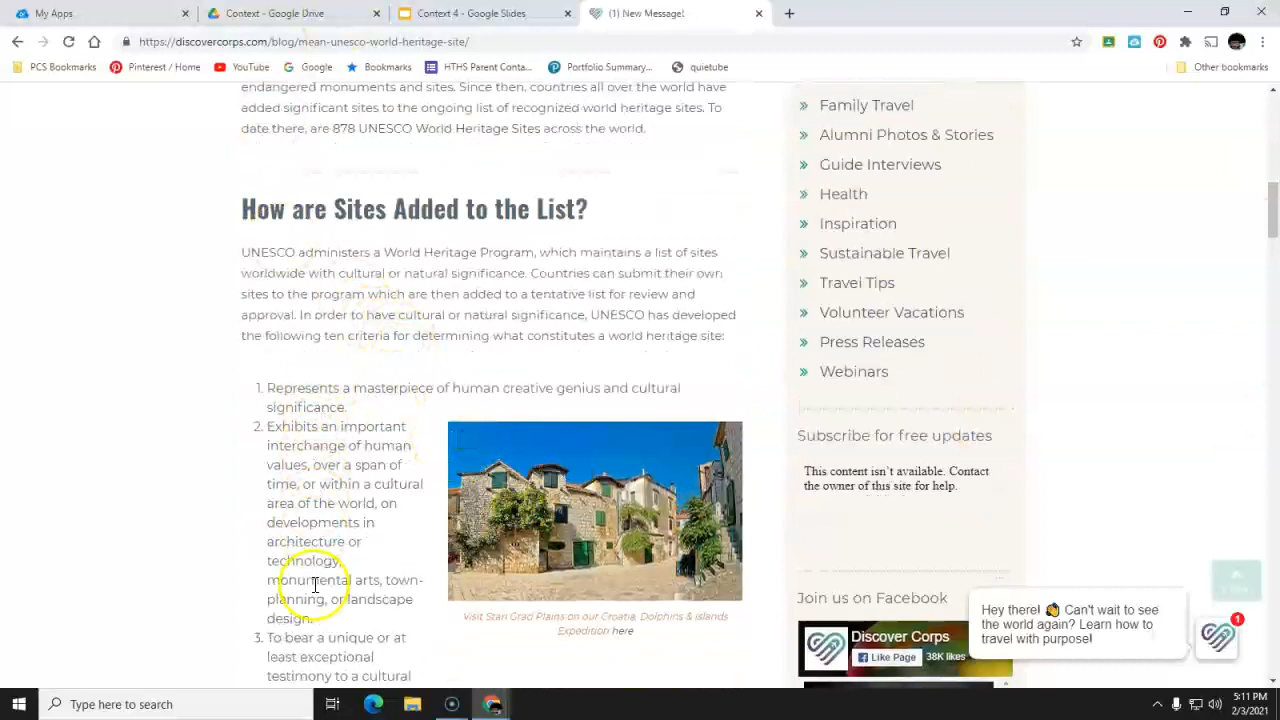 My Apps
Context - Google Drive
Context 4 - Google Slides
(1) New Message!
https://discovercorps.com/blog/mean-unesco-world-heritage-site/
PCS Bookmarks
Pinterest / Home
YouTube
Google
Bookmarks
HTHS Parent Conta...
Portfolio Summary...
quietube
Other bookmarks
endangered monuments and sites. Since then, countries all over the world have
added significant sites to the ongoing list of recognized world heritage sites. To
date there, are 878 UNESCO World Heritage Sites across the world.
How are Sites Added to the List?
UNESCO administers a World Heritage Program, which maintains a list of sites
worldwide with cultural or natural significance. Countries can submit their own
sites to the program which are then added to a tentative list for review and
approval. In order to have cultural or natural significance, UNESCO has developed
the following ten criteria for determining what constitutes a world heritage site:
1. Represents a masterpiece of human creative genius and cultural
significance.
2. Exhibits an important
interchange of human
values, over a span of
time, or within a cultural
area of the world, on
developments in
architecture or
technology,
monumental arts, town-
planning, or landscape
design.
3. To bear a unique or at
least exceptional
testimony to a cultural
Visit Stari Grad Plains on our Croatia, Dolphins & Islands
Expedition here
Family Travel
Alumni Photos & Stories
Guide Interviews
Health
Inspiration
Sustainable Travel
Travel Tips
Volunteer Vacations
Press Releases
Webinars
Subscribe for free updates
This content isn't available. Contact
the owner of this site for help.
Join us on Facebook
Discover Corps
Like Page
38K likes
Hey there! 👋 Can't wait to see
the world again? Learn how to
travel with purpose!
1
Type here to search
5:11 PM
2/3/2021